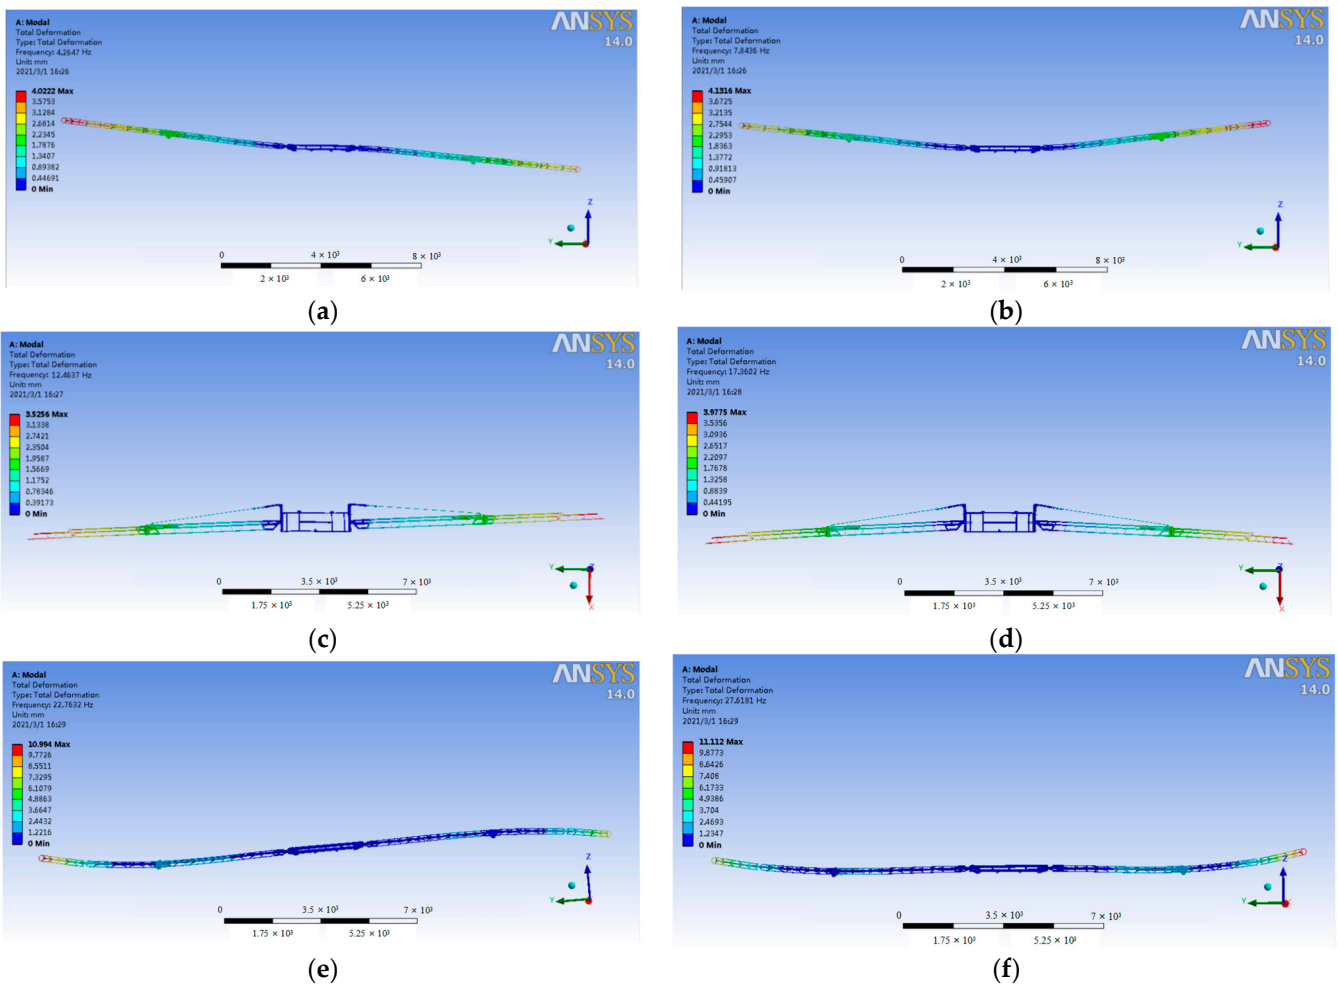 A: Modal
Total Deformation
Type: Total Deformation
Frequency: 4.2647 Hz
Unit: mm
2021/3/1 16:26
4.0222 Max
3.5753
3.1284
2.6814
2.2345
1.7876
1.3407
0.89382
0.44691
0 Min
ANSYS
14.0
Z
Y
0 4 × 10³ 8 × 10³
2 × 10³ 6 × 10³
(a)
A: Modal
Total Deformation
Type: Total Deformation
Frequency: 7.8436 Hz
Unit: mm
2021/3/1 16:26
4.1316 Max
3.6725
3.2135
2.7544
2.2953
1.8363
1.3772
0.91813
0.45907
0 Min
ANSYS
14.0
Z
Y
0 4 × 10³ 8 × 10³
2 × 10³ 6 × 10³
(b)
A: Modal
Total Deformation
Type: Total Deformation
Frequency: 12.4637 Hz
Unit: mm
2021/3/1 16:27
3.5256 Max
3.1338
2.7421
2.3504
1.9587
1.5669
1.1752
0.78346
0.39173
0 Min
ANSYS
14.0
Y
Z
X
0 3.5 × 10³ 7 × 10³
1.75 × 10³ 5.25 × 10³
(c)
A: Modal
Total Deformation
Type: Total Deformation
Frequency: 17.3602 Hz
Unit: mm
2021/3/1 16:28
3.9775 Max
3.5356
3.0936
2.6517
2.2097
1.7678
1.3258
0.8839
0.44195
0 Min
ANSYS
14.0
Y
Z
X
0 3.5 × 10³ 7 × 10³
1.75 × 10³ 5.25 × 10³
(d)
A: Modal
Total Deformation
Type: Total Deformation
Frequency: 22.7632 Hz
Unit: mm
2021/3/1 16:29
10.994 Max
9.7726
8.5511
7.3295
6.1079
4.8863
3.6647
2.4432
1.2216
0 Min
ANSYS
14.0
Z
Y
0 3.5 × 10³ 7 × 10³
1.75 × 10³ 5.25 × 10³
(e)
A: Modal
Total Deformation
Type: Total Deformation
Frequency: 27.6181 Hz
Unit: mm
2021/3/1 16:29
11.112 Max
9.8773
8.6426
7.408
6.1733
4.9386
3.704
2.4693
1.2347
0 Min
ANSYS
14.0
Z
Y
X
0 3.5 × 10³ 7 × 10³
1.75 × 10³ 5.25 × 10³
(f)